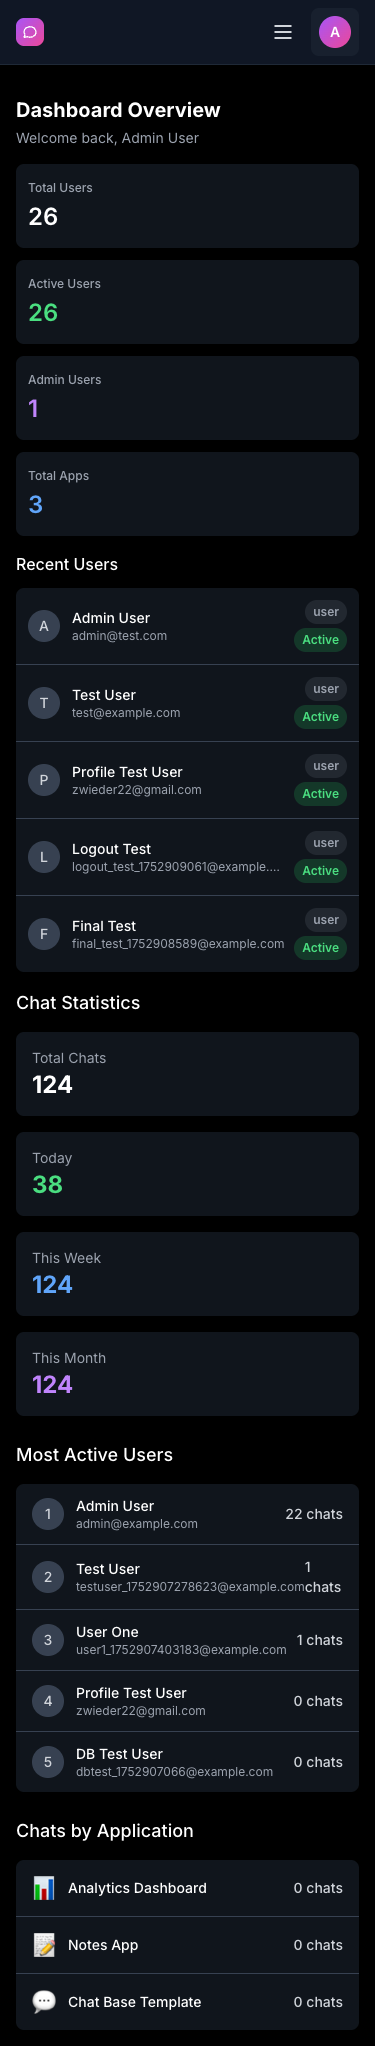 A
Dashboard Overview
Welcome back, Admin User
Total Users
26
Active Users
26
Admin Users
1
Total Apps
3
Recent Users
A
Admin User
admin@test.com
user
Active
T
Test User
test@example.com
user
Active
P
Profile Test User
zwieder22@gmail.com
user
Active
L
Logout Test
logout_test_1752909061@example....
user
Active
F
Final Test
final_test_1752908589@example.com
user
Active
Chat Statistics
Total Chats
124
Today
38
This Week
124
This Month
124
Most Active Users
1
Admin User
admin@example.com
22 chats
2
Test User
testuser_1752907278623@example.com
1
chats
3
User One
user1_1752907403183@example.com
1 chats
4
Profile Test User
zwieder22@gmail.com
0 chats
5
DB Test User
dbtest_1752907066@example.com
0 chats
Chats by Application
Analytics Dashboard
0 chats
Notes App
0 chats
Chat Base Template
0 chats